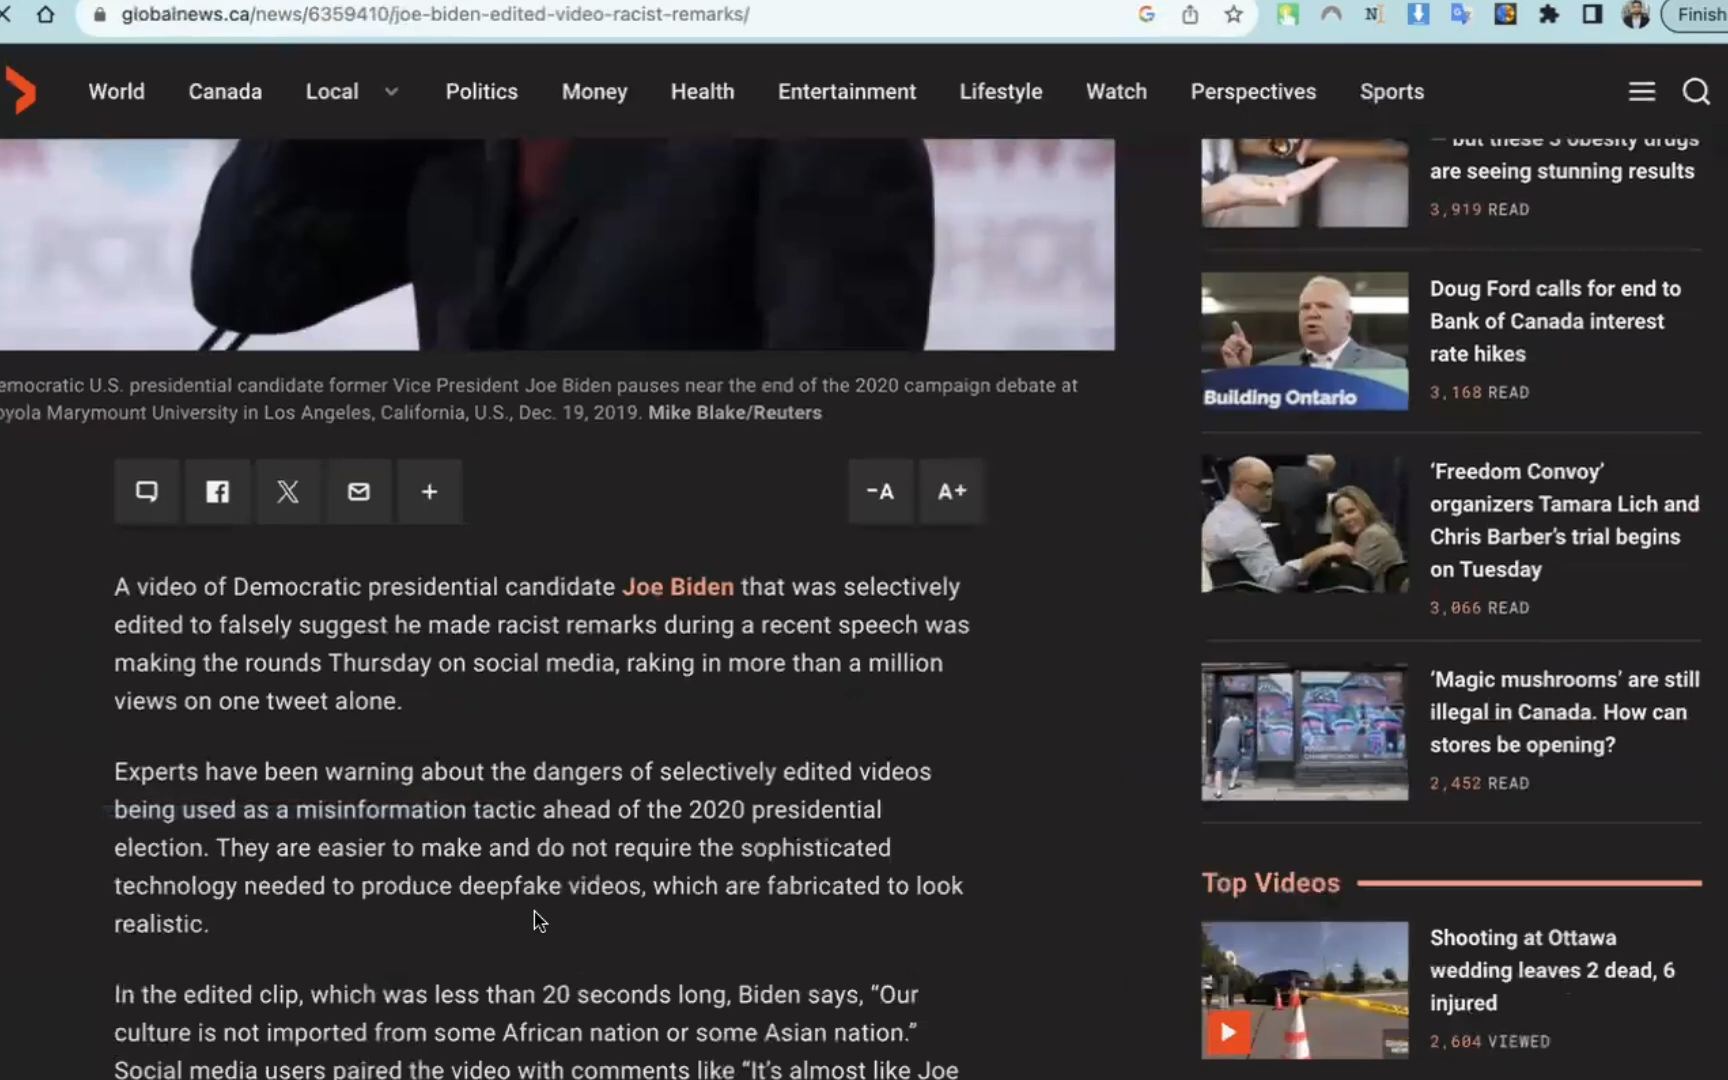 globalnews.ca/news/6359410/joe-biden-edited-video-racist-remarks/
Finish
World Canada Local Politics Money Health Entertainment Lifestyle Watch Perspectives Sports
emocratic U.S. presidential candidate former Vice President Joe Biden pauses near the end of the 2020 campaign debate at
oyola Marymount University in Los Angeles, California, U.S., Dec. 19, 2019. Mike Blake/Reuters
-A A+
A video of Democratic presidential candidate Joe Biden that was selectively
edited to falsely suggest he made racist remarks during a recent speech was
making the rounds Thursday on social media, raking in more than a million
views on one tweet alone.
Experts have been warning about the dangers of selectively edited videos
being used as a misinformation tactic ahead of the 2020 presidential
election. They are easier to make and do not require the sophisticated
technology needed to produce deepfake videos, which are fabricated to look
realistic.
In the edited clip, which was less than 20 seconds long, Biden says, “Our
culture is not imported from some African nation or some Asian nation.”
Social media users paired the video with comments like “It’s almost like Joe
– but these 3 obesity drugs
are seeing stunning results
3,919 READ
Building Ontario
Doug Ford calls for end to
Bank of Canada interest
rate hikes
3,168 READ
‘Freedom Convoy’
organizers Tamara Lich and
Chris Barber’s trial begins
on Tuesday
3,066 READ
‘Magic mushrooms’ are still
illegal in Canada. How can
stores be opening?
2,452 READ
Top Videos
Shooting at Ottawa
wedding leaves 2 dead, 6
injured
2,604 VIEWED